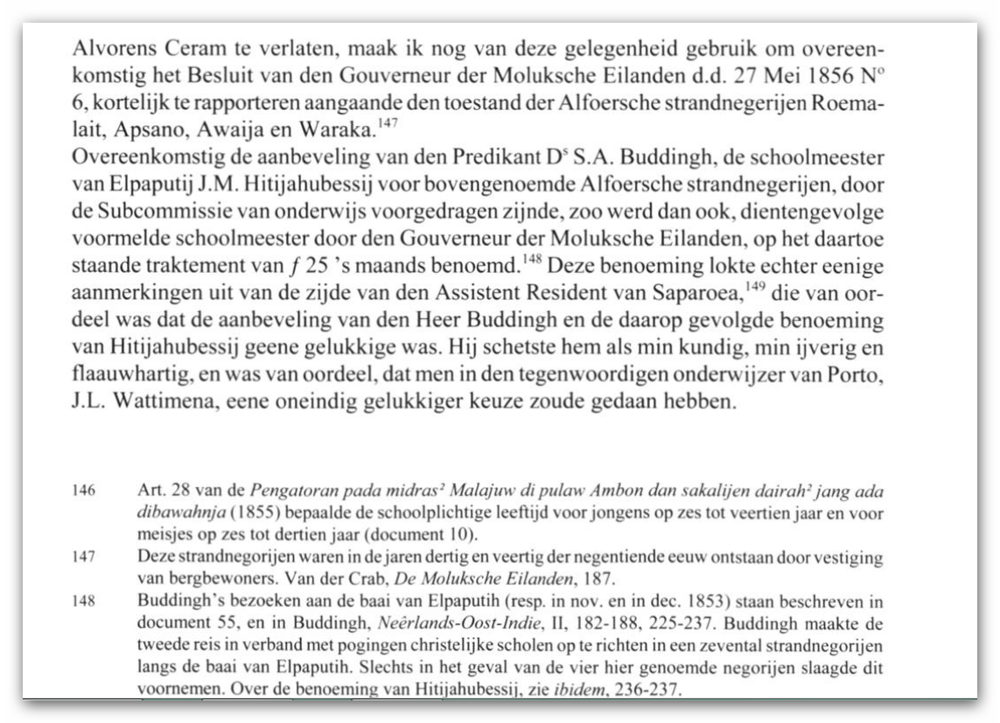 Alvorens Ceram te verlaten, maak ik nog van deze gelegenheid gebruik om overeen-
komstig het Besluit van den Gouverneur der Moluksche Eilanden d.d. 27 Mei 1856 Nº
6, kortelijk te rapporteren aangaande den toestand der Alfoersche strandnegerijen Roema-
lait, Apsano, Awaija en Waraka.¹⁴⁷
Overeenkomstig de aanbeveling van den Predikant Dˢ S.A. Buddingh, de schoolmeester
van Elpaputij J.M. Hitijahubessij voor bovengenoemde Alfoersche strandnegerijen, door
de Subcommissie van onderwijs voorgedragen zijnde, zoo werd dan ook, dientengevolge
voormelde schoolmeester door den Gouverneur der Moluksche Eilanden, op het daartoe
staande traktement van ƒ 25 ’s maands benoemd.¹⁴⁸ Deze benoeming lokte echter eenige
aanmerkingen uit van de zijde van den Assistent Resident van Saparoea,¹⁴⁹ die van oor-
deel was dat de aanbeveling van den Heer Buddingh en de daarop gevolgde benoeming
van Hitijahubessij geene gelukkige was. Hij schetste hem als min kundig, min ijverig en
flaauwhartig, en was van oordeel, dat men in den tegenwoordigen onderwijzer van Porto,
J.L. Wattimena, eene oneindig gelukkiger keuze zoude gedaan hebben.
146 Art. 28 van de Pengatoran pada midras² Malajuw di pulaw Ambon dan sakalijen dairah² jang ada
dibawahnja (1855) bepaalde de schoolplichtige leeftijd voor jongens op zes tot veertien jaar en voor
meisjes op zes tot dertien jaar (document 10).
147 Deze strandnegorijen waren in de jaren dertig en veertig der negentiende eeuw ontstaan door vestiging
van bergbewoners. Van der Crab, De Moluksche Eilanden, 187.
148 Buddingh’s bezoeken aan de baai van Elpaputih (resp. in nov. en in dec. 1853) staan beschreven in
document 55, en in Buddingh, Neêrlands-Oost-Indie, II, 182-188, 225-237. Buddingh maakte de
tweede reis in verband met pogingen christelijke scholen op te richten in een zevental strandnegorijen
langs de baai van Elpaputih. Slechts in het geval van de vier hier genoemde negorijen slaagde dit
voornemen. Over de benoeming van Hitijahubessij, zie ibidem, 236-237.